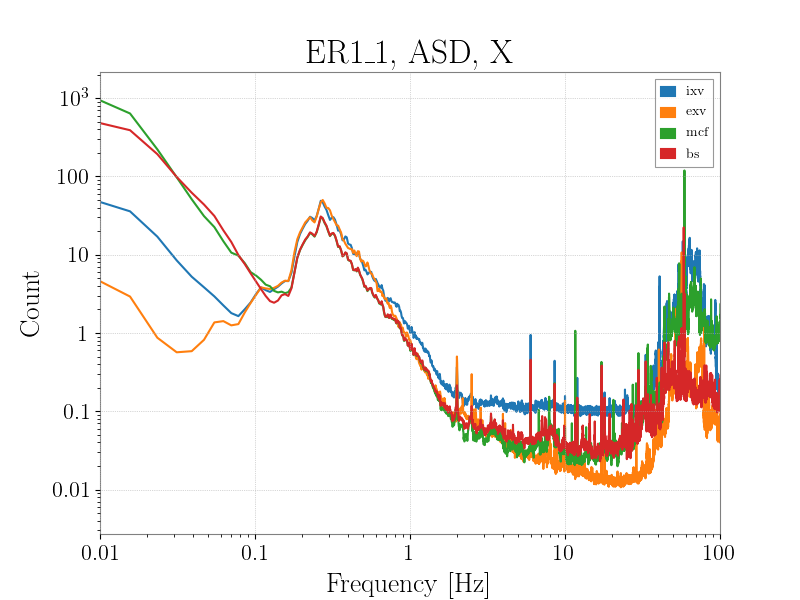 ER1_1, ASD, X
10³
100
10
1
0.1
0.01
Count
ixv
exv
mcf
bs
0.01 0.1 1 10 100
Frequency [Hz]